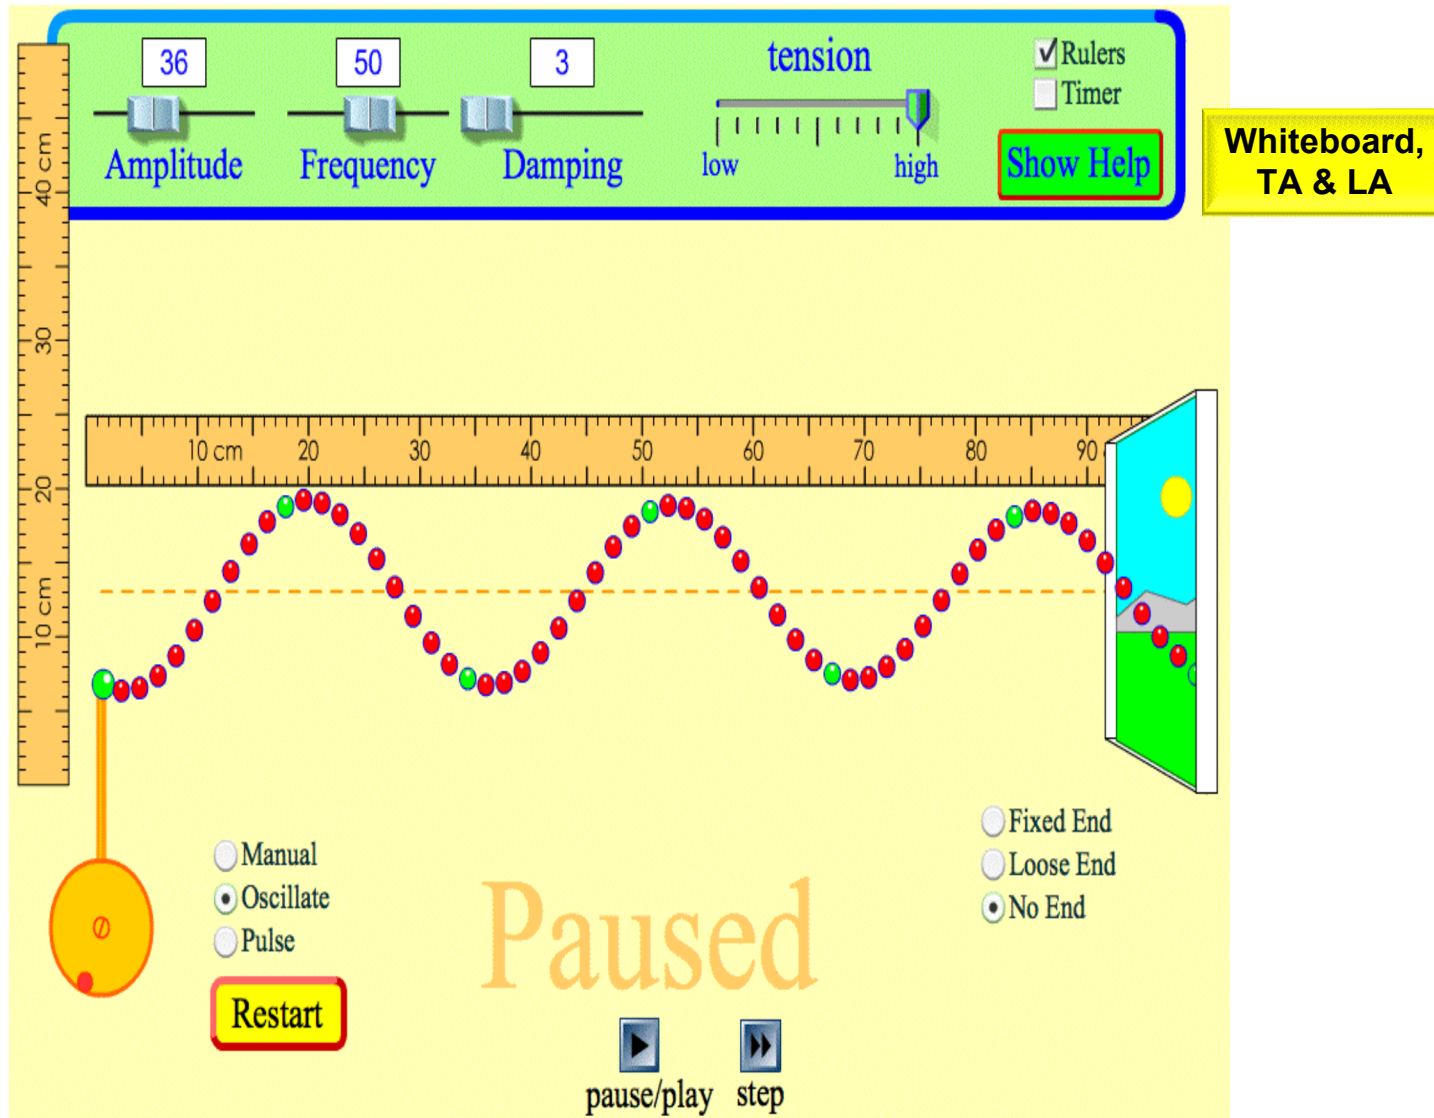 36
50
3
Amplitude
Frequency
Damping
tension
low
high
Rulers
Timer
Show Help
Whiteboard,
TA & LA
40 cm
30
20
10 cm
10 cm
20
30
40
50
60
70
80
90
Manual
Oscillate
Pulse
Restart
Paused
pause/play
step
Fixed End
Loose End
No End